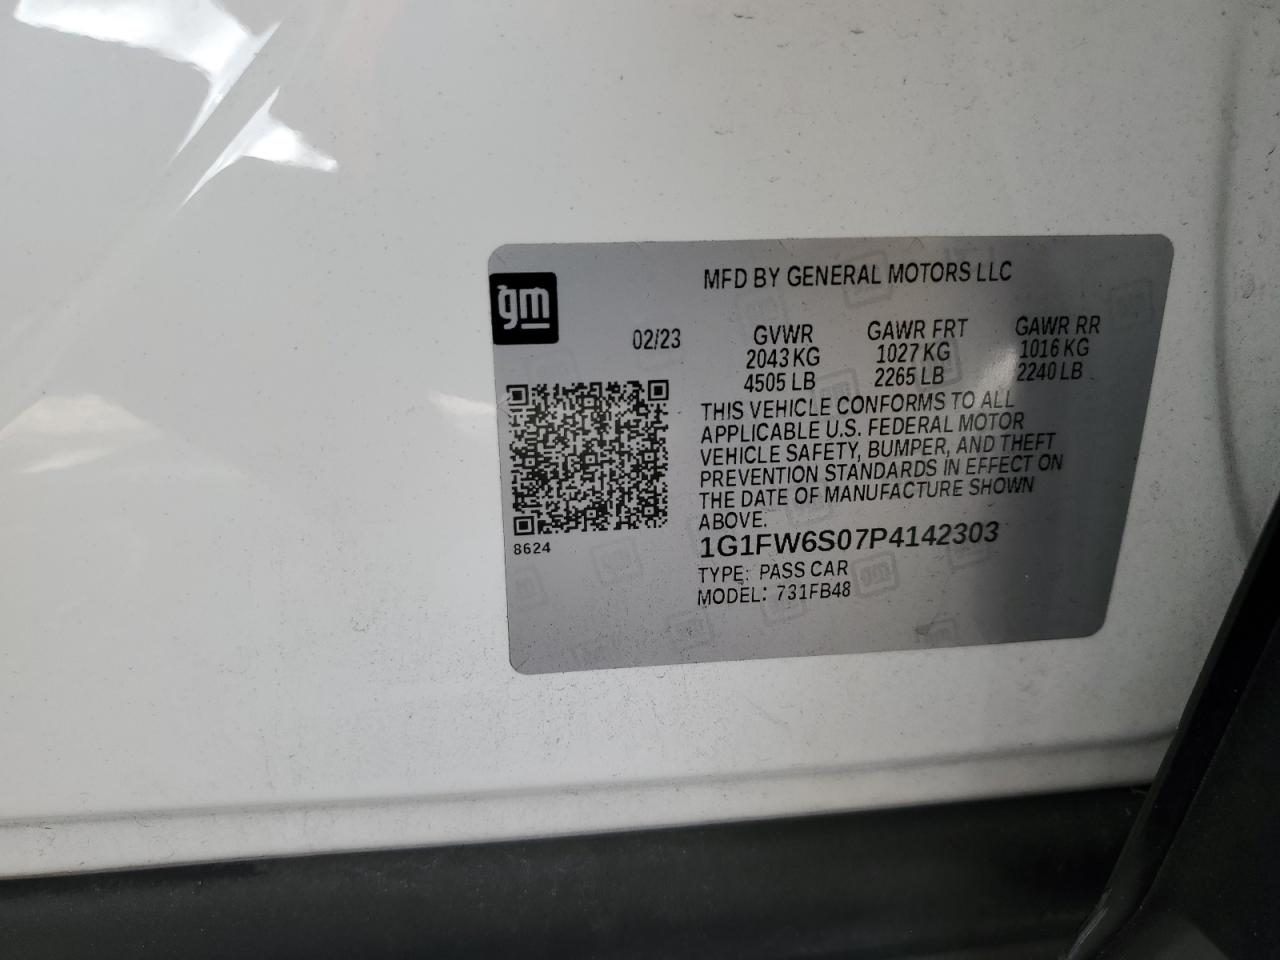 gm
MFD BY GENERAL MOTORS LLC
02/23 GVWR GAWR FRT GAWR RR
2043 KG 1027 KG 1016 KG
4505 LB 2265 LB 2240 LB
THIS VEHICLE CONFORMS TO ALL
APPLICABLE U.S. FEDERAL MOTOR
VEHICLE SAFETY, BUMPER, AND THEFT
PREVENTION STANDARDS IN EFFECT ON
THE DATE OF MANUFACTURE SHOWN
ABOVE.
8624
1G1FW6S07P4142303
TYPE: PASS CAR
MODEL: 731FB48